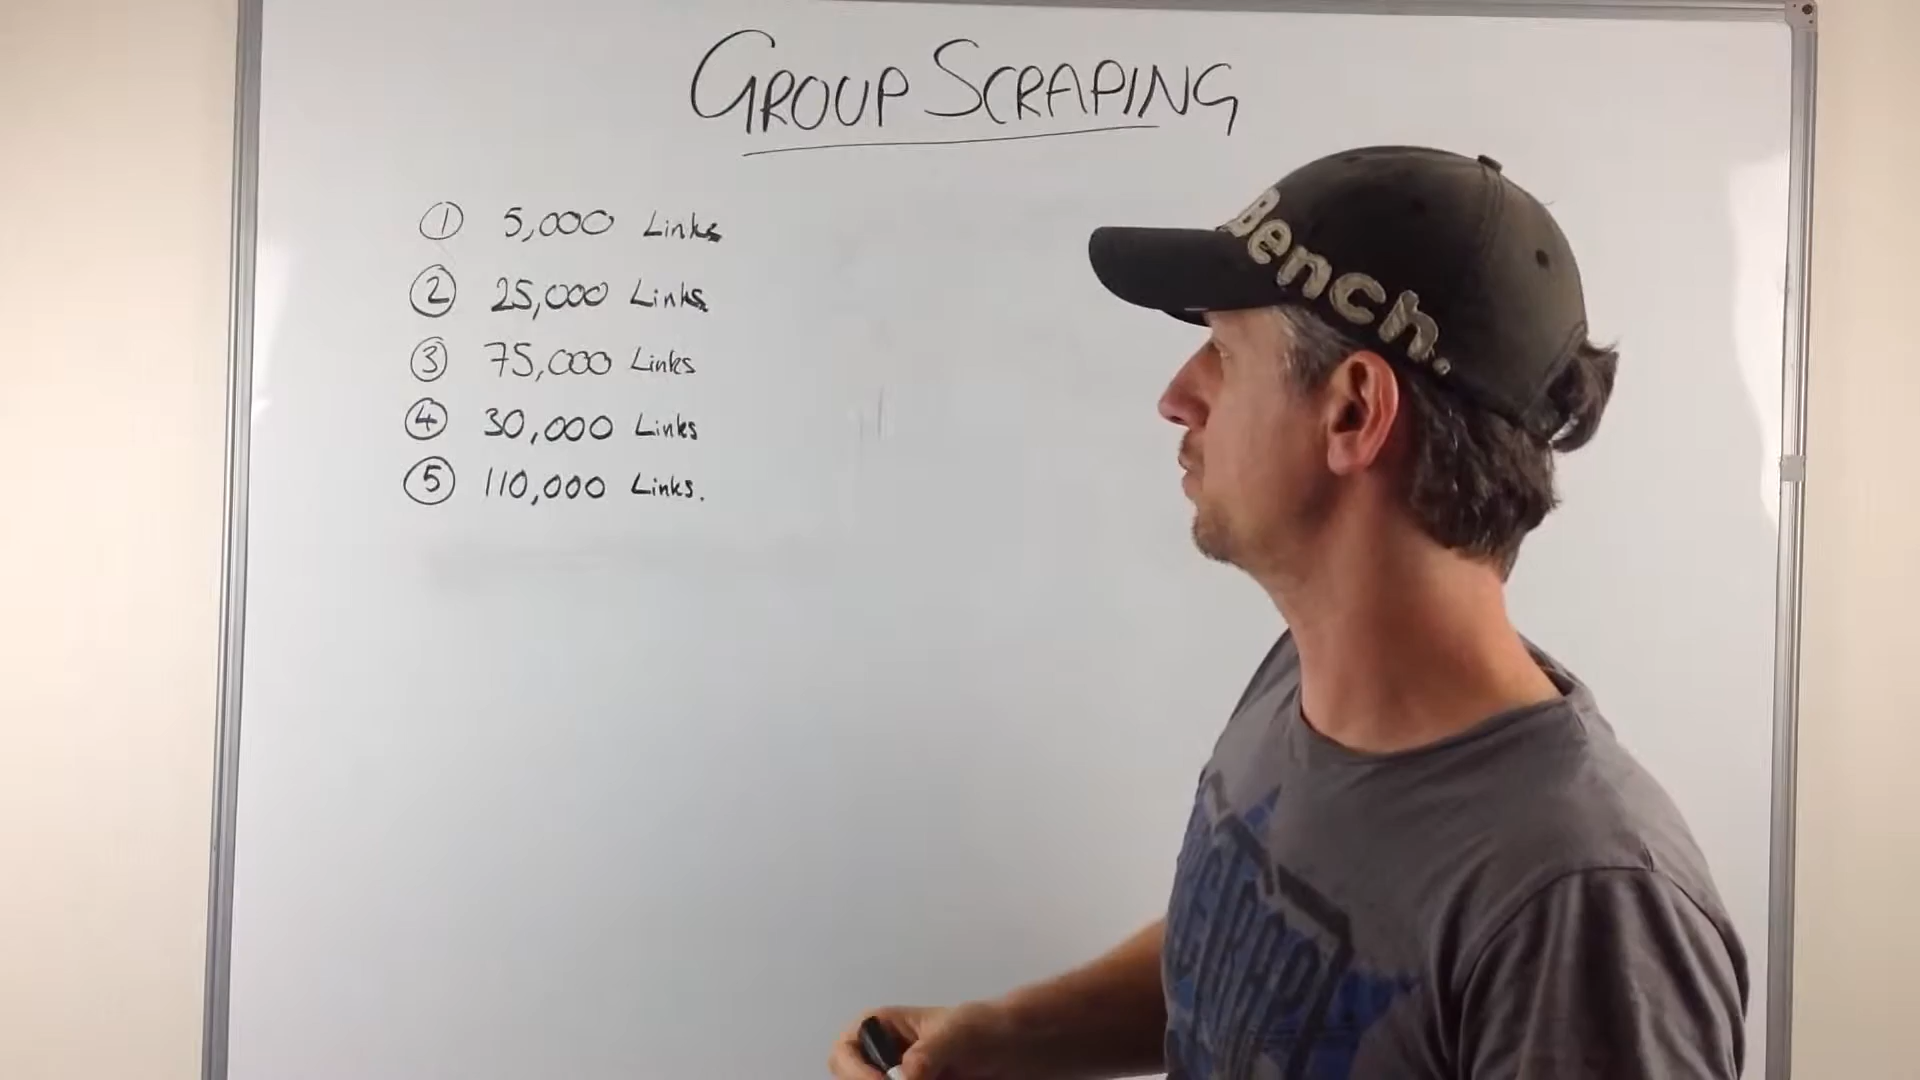 GROUP SCRAPING
① 5,000 Links
② 25,000 Links
③ 75,000 Links
④ 30,000 Links
⑤ 110,000 Links.
Bench.